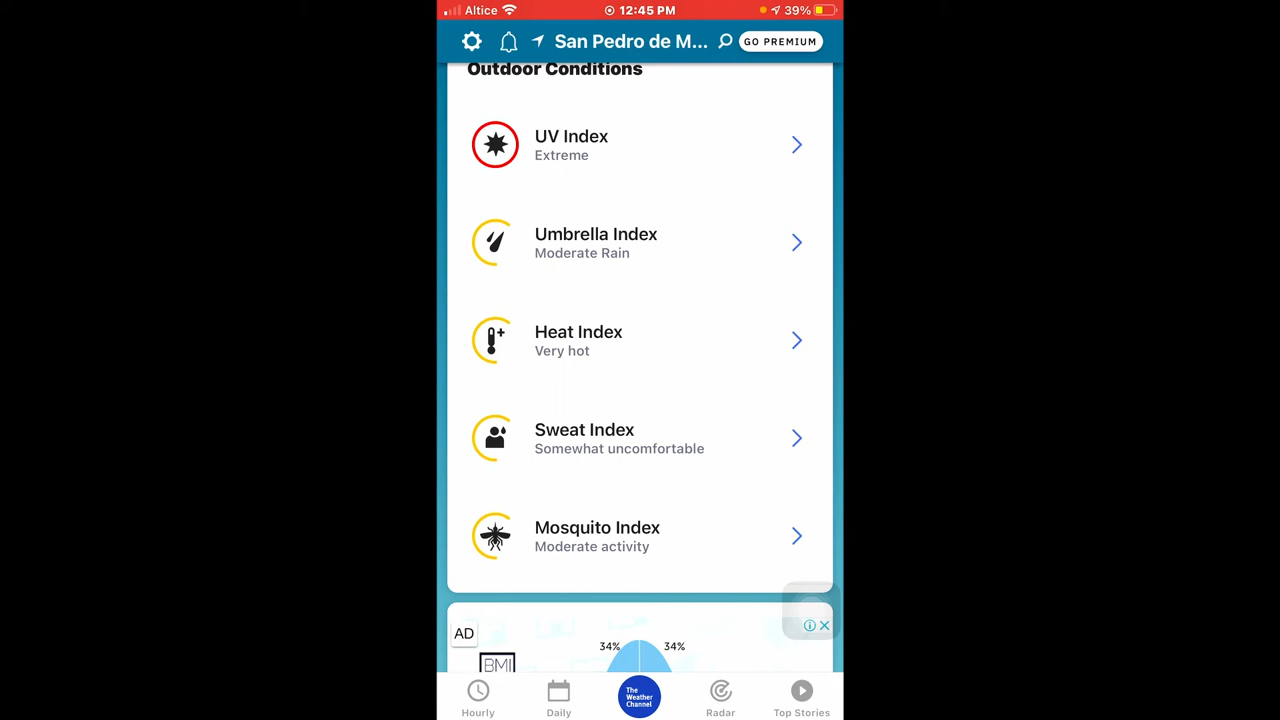 Altice 12:45 PM 39%
San Pedro de M... GO PREMIUM
Outdoor Conditions
UV Index
Extreme
Umbrella Index
Moderate Rain
Heat Index
Very hot
Sweat Index
Somewhat uncomfortable
Mosquito Index
Moderate activity
AD
34% 34%
BMI
The
Weather
Channel
Hourly Daily Radar Top Stories